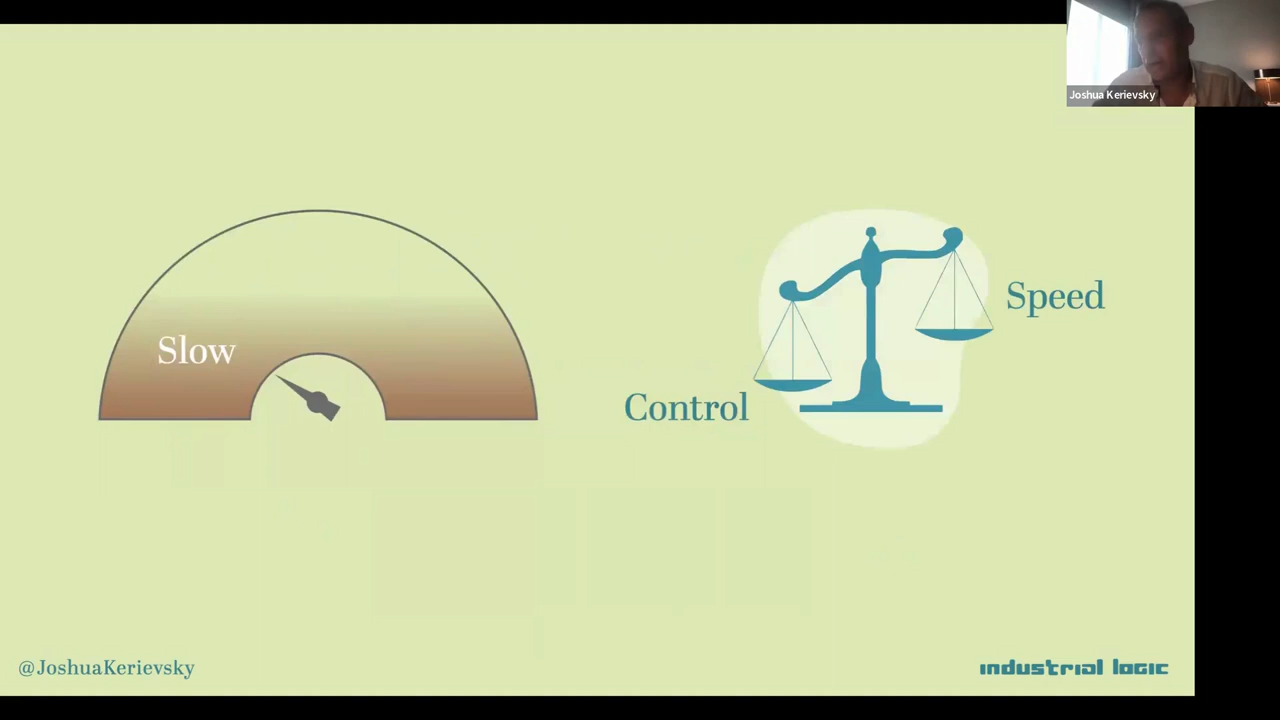 Joshua Kerievsky
Slow
Speed
Control
@JoshuaKerievsky
industrial logic